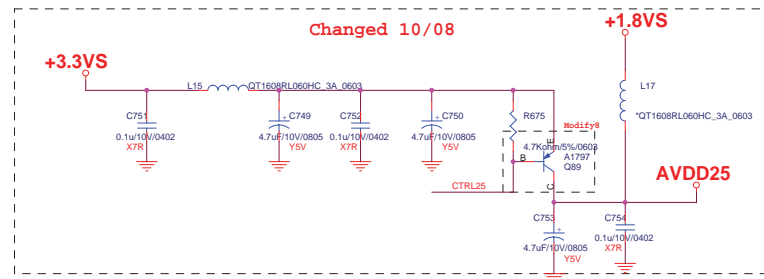 Changed 10/08
+1.8VS
+3.3VS
L15
QT1608RL060HC_3A_0603
L17
*QT1608RL060HC_3A_0603
C751
0.1u/10V/0402
X7R
C749
4.7uF/10V/0805
Y5V
C752
0.1u/10V/0402
X7R
C750
4.7uF/10V/0805
Y5V
R675
Modify8
4.7Kohm/5%/0603
E
B
A1797
Q89
C
CTRL25
AVDD25
C753
4.7uF/10V/0805
Y5V
C754
0.1u/10V/0402
X7R